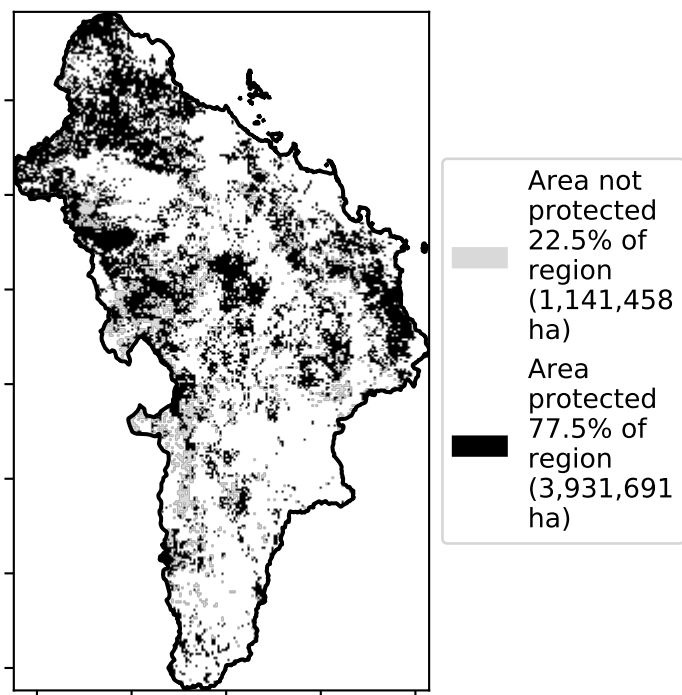 Area not
protected
22.5% of
region
(1,141,458
ha)
Area
protected
77.5% of
region
(3,931,691
ha)